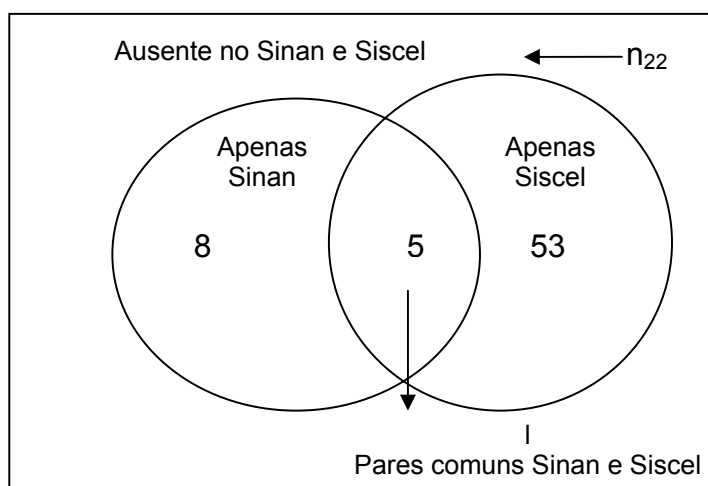 Ausente no Sinan e Siscel
n₂₂
Apenas
Sinan
Apenas
Siscel
8
5
53
l
Pares comuns Sinan e Siscel